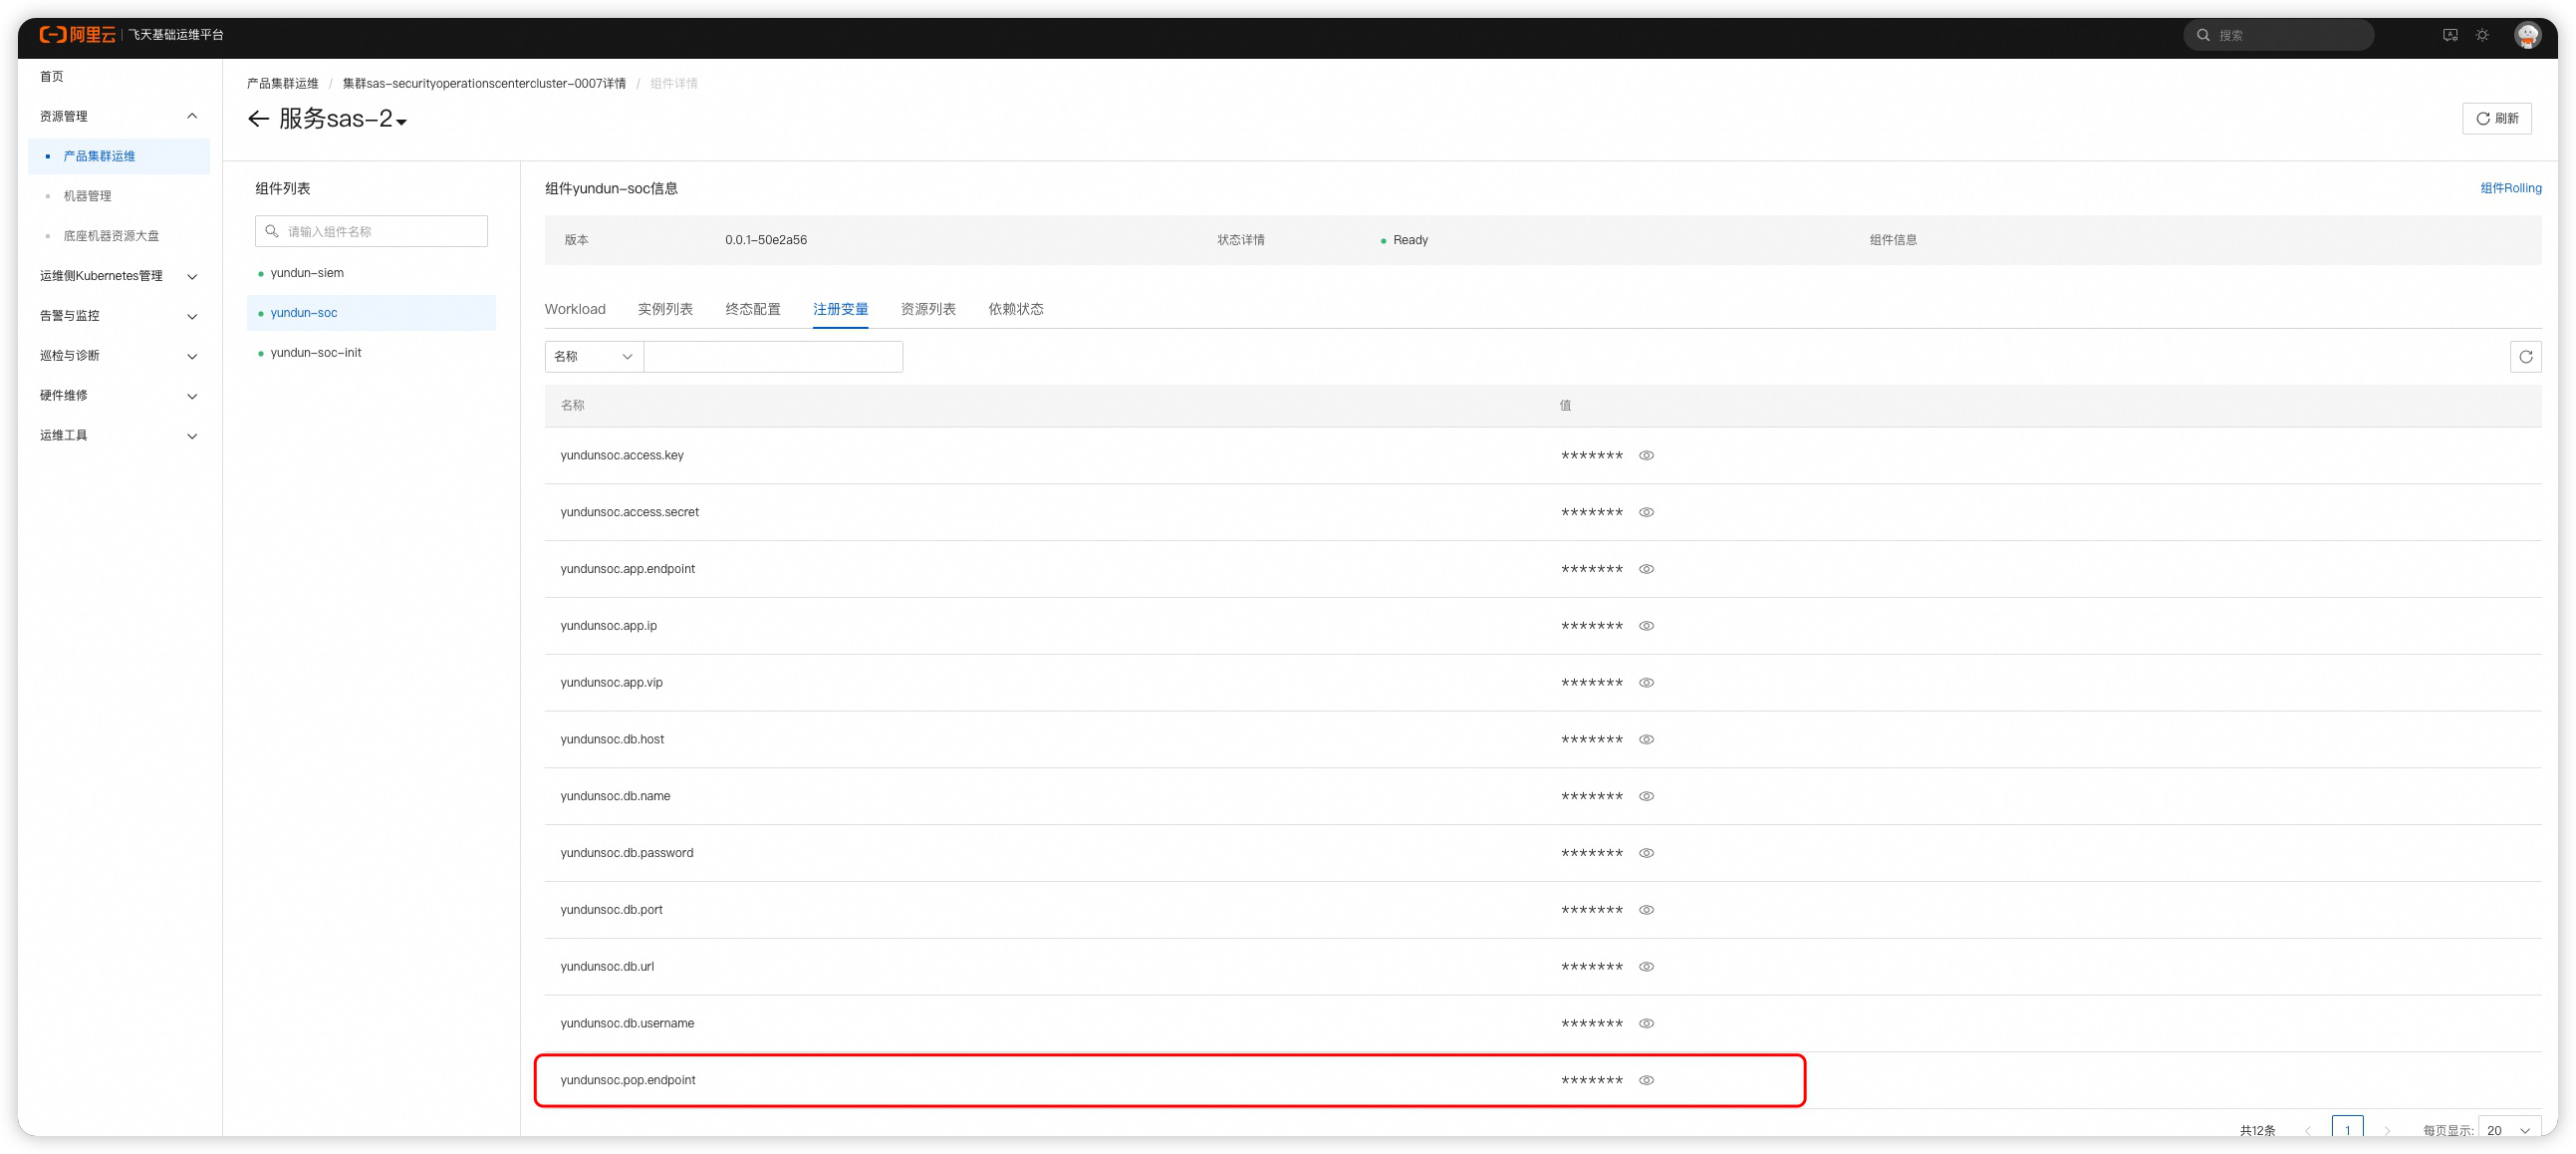 阿里云 飞天基础运维平台
搜索
首页
资源管理
产品集群运维
机器管理
底座机器资源大盘
运维侧Kubernetes管理
告警与监控
巡检与诊断
硬件维修
运维工具
产品集群运维 / 集群sas-securityoperationscentercluster-0007详情 / 组件详情
服务sas-2
刷新
组件列表
请输入组件名称
yundun-siem
yundun-soc
yundun-soc-init
组件yundun-soc信息
组件Rolling
版本 0.0.1-50e2a56 状态详情 Ready 组件信息
Workload 实例列表 终态配置 注册变量 资源列表 依赖状态
名称
名称 值
yundunsoc.access.key *******
yundunsoc.access.secret *******
yundunsoc.app.endpoint *******
yundunsoc.app.ip *******
yundunsoc.app.vip *******
yundunsoc.db.host *******
yundunsoc.db.name *******
yundunsoc.db.password *******
yundunsoc.db.port *******
yundunsoc.db.url *******
yundunsoc.db.username *******
yundunsoc.pop.endpoint *******
共12条 1 每页显示: 20